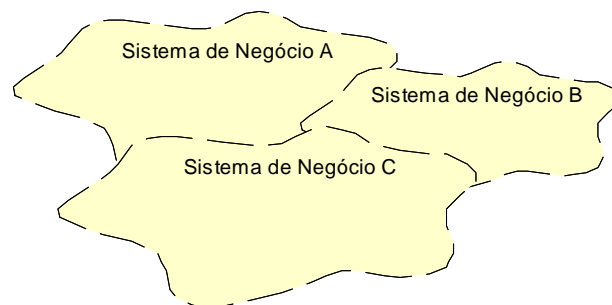 Sistema de Negócio A
Sistema de Negócio B
Sistema de Negócio C